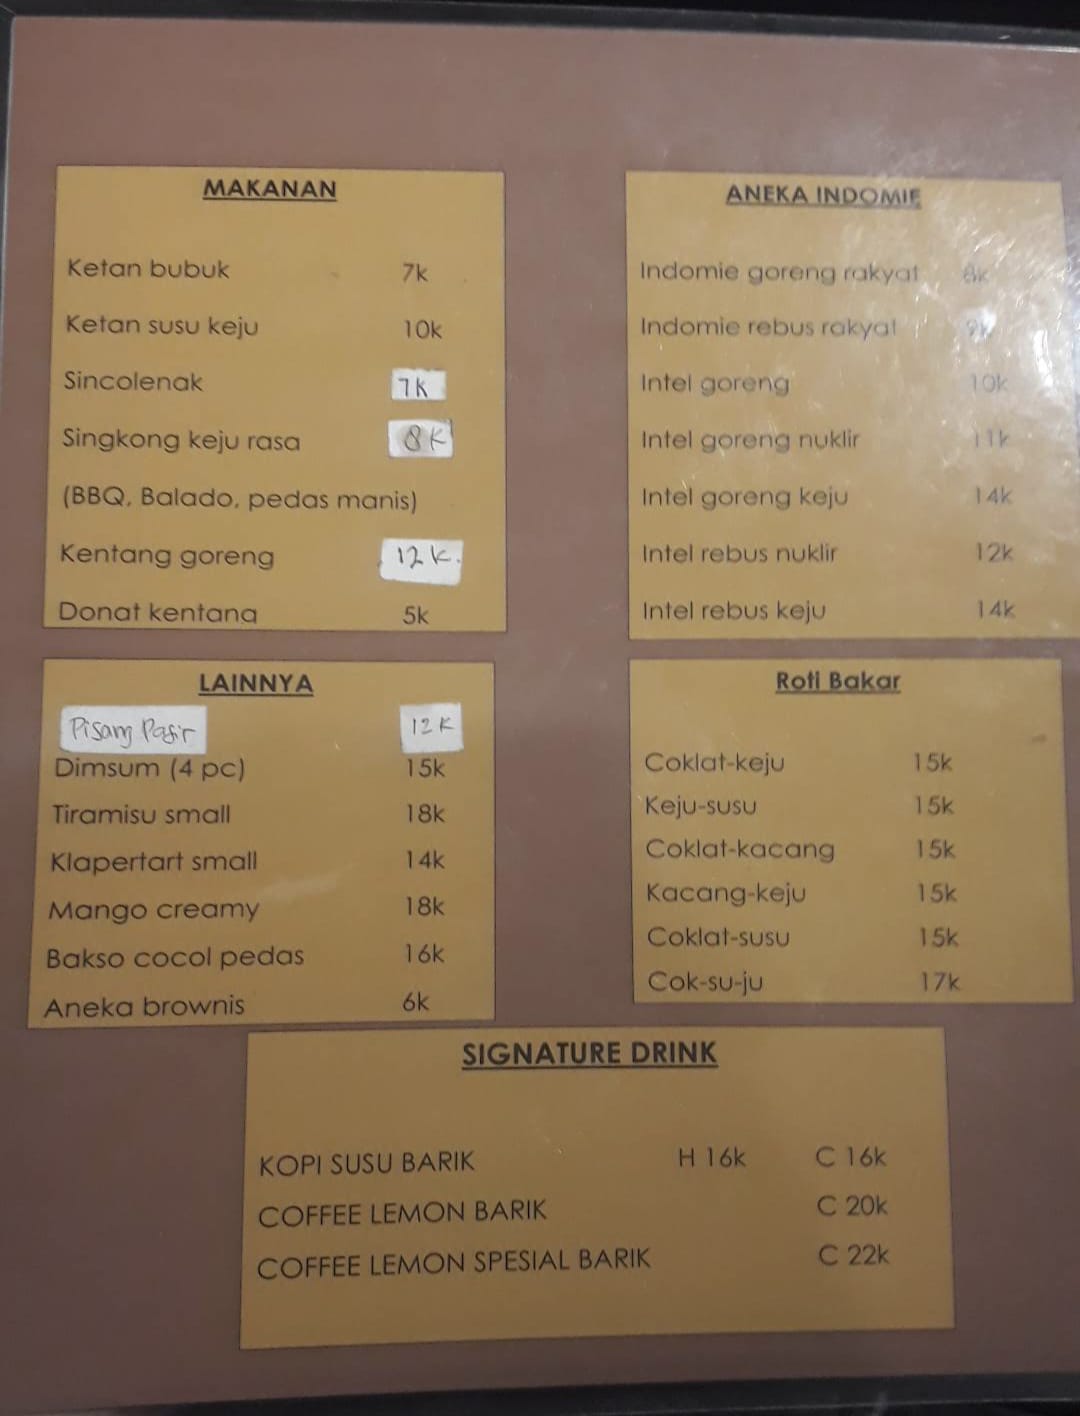 MAKANAN
Ketan bubuk 7k
Ketan susu keju 10k
Sincolenak 7K
Singkong keju rasa 8K
(BBQ, Balado, pedas manis)
Kentang goreng 12K.
Donat kentang 5k
ANEKA INDOMIE
Indomie goreng rakyat 8k
Indomie rebus rakyat 9k
Intel goreng 10k
Intel goreng nuklir 11k
Intel goreng keju 14k
Intel rebus nuklir 12k
Intel rebus keju 14k
LAINNYA
Pisang Pasir 12K
Dimsum (4 pc) 15k
Tiramisu small 18k
Klapertart small 14k
Mango creamy 18k
Bakso cocol pedas 16k
Aneka brownis 6k
Roti Bakar
Coklat-keju 15k
Keju-susu 15k
Coklat-kacang 15k
Kacang-keju 15k
Coklat-susu 15k
Cok-su-ju 17k
SIGNATURE DRINK
KOPI SUSU BARIK H 16k C 16k
COFFEE LEMON BARIK C 20k
COFFEE LEMON SPESIAL BARIK C 22k